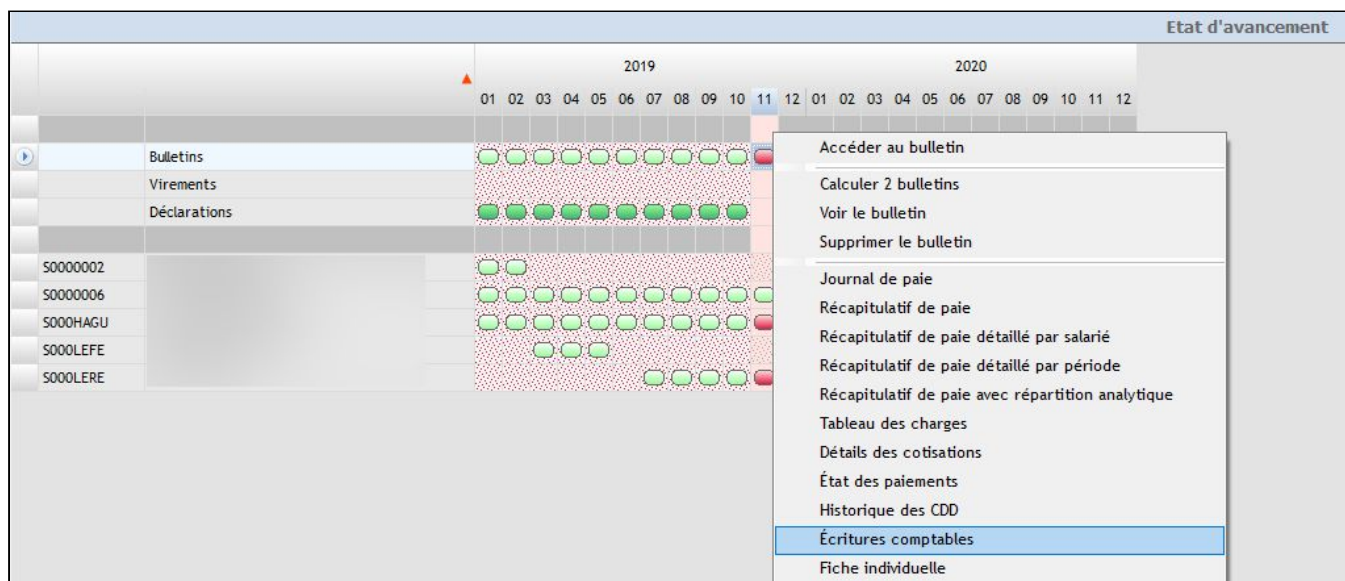 Etat d'avancement
2019 2020
01 02 03 04 05 06 07 08 09 10 11 12 01 02 03 04 05 06 07 08 09 10 11 12
Bulletins
Virements
Déclarations
S0000002
S0000006
S000HAGU
S000LEFE
S000LERE
Accéder au bulletin
Calculer 2 bulletins
Voir le bulletin
Supprimer le bulletin
Journal de paie
Récapitulatif de paie
Récapitulatif de paie détaillé par salarié
Récapitulatif de paie détaillé par période
Récapitulatif de paie avec répartition analytique
Tableau des charges
Détails des cotisations
État des paiements
Historique des CDD
Écritures comptables
Fiche individuelle